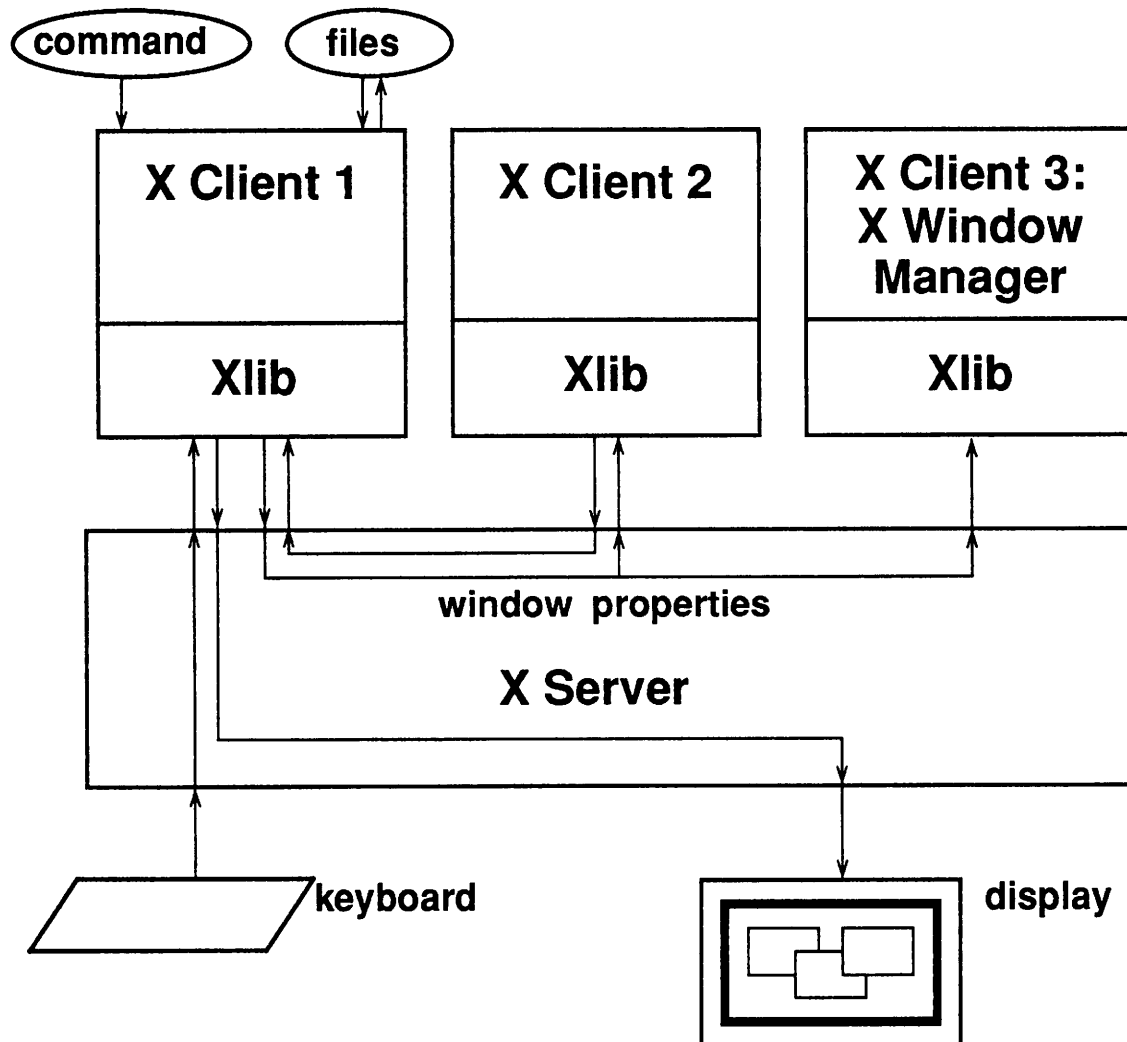 command
files
X Client 1
X Client 2
X Client 3:
X Window
Manager
Xlib
Xlib
Xlib
window properties
X Server
keyboard
display